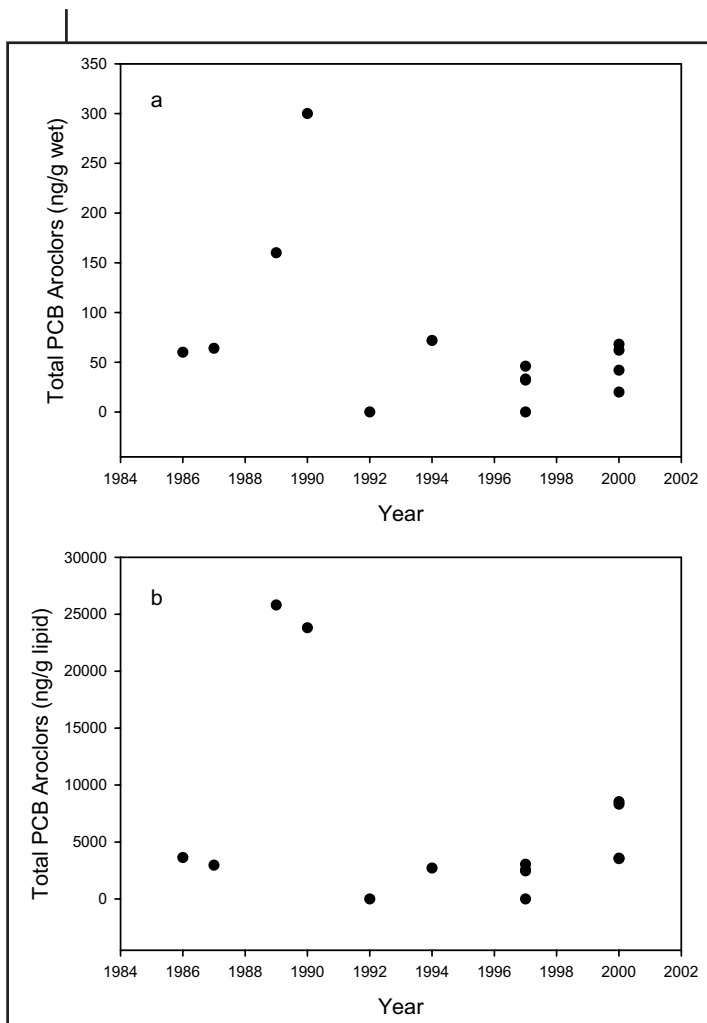 350
300
250
200
150
100
50
0
a
Total PCB Aroclors (ng/g wet)
1984 1986 1988 1990 1992 1994 1996 1998 2000 2002
Year
30000
25000
20000
15000
10000
5000
0
b
Total PCB Aroclors (ng/g lipid)
1984 1986 1988 1990 1992 1994 1996 1998 2000 2002
Year